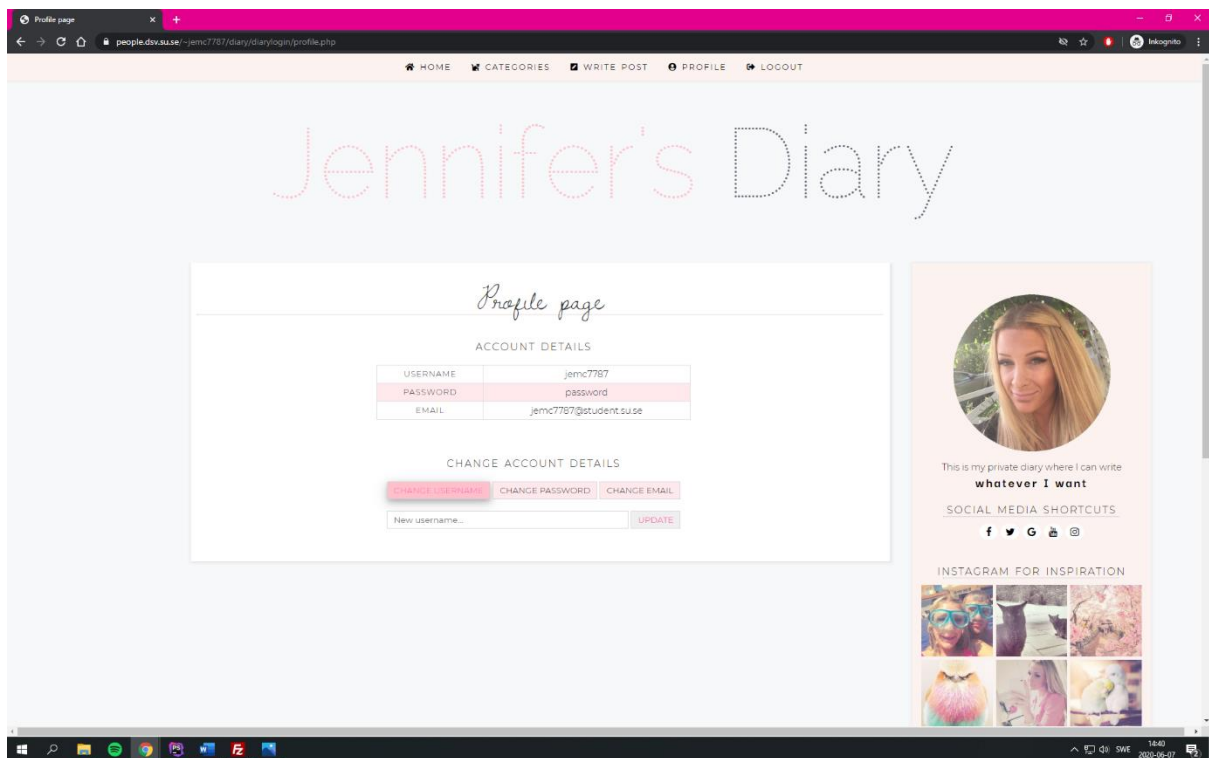 Profile page
people.dsv.su.se/~jemc7787/diary/diarylogin/profile.php
Inkognito
HOME CATEGORIES WRITE POST PROFILE LOGOUT
Jennifer's Diary
Profile page
ACCOUNT DETAILS
USERNAME jemc7787
PASSWORD password
EMAIL jemc7787@student.su.se
CHANGE ACCOUNT DETAILS
CHANGE USERNAME CHANGE PASSWORD CHANGE EMAIL
New username... UPDATE
This is my private diary where I can write
whatever I want
SOCIAL MEDIA SHORTCUTS
INSTAGRAM FOR INSPIRATION
SWE
14:40
2020-06-07